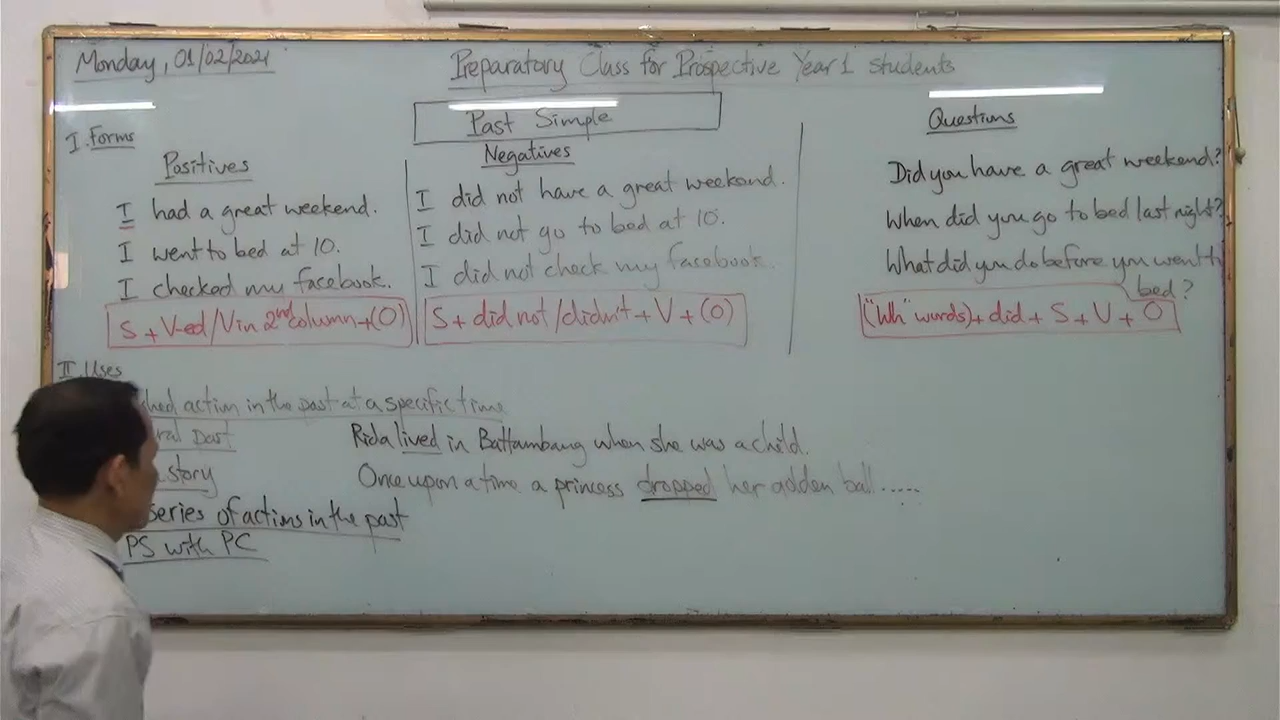 Monday, 01/02/2021
Preparatory Class for Prospective Year 1 students
Past Simple
I. Forms
Positives
I had a great weekend.
I went to bed at 10.
I checked my facebook.
S + V-ed/V in 2nd column + (O)
Negatives
I did not have a great weekend.
I did not go to bed at 10.
I did not check my facebook.
S + did not/didn't + V + (O)
Questions
Did you have a great weekend?
When did you go to bed last night?
What did you do before you went to
bed?
("Wh" words) + did + S + V + O
II. Uses
hed action in the past at a specific time
ral past
Rida lived in Battambang when she was a child.
story
Once upon a time a princess dropped her golden ball .....
series of actions in the past
PS with PC